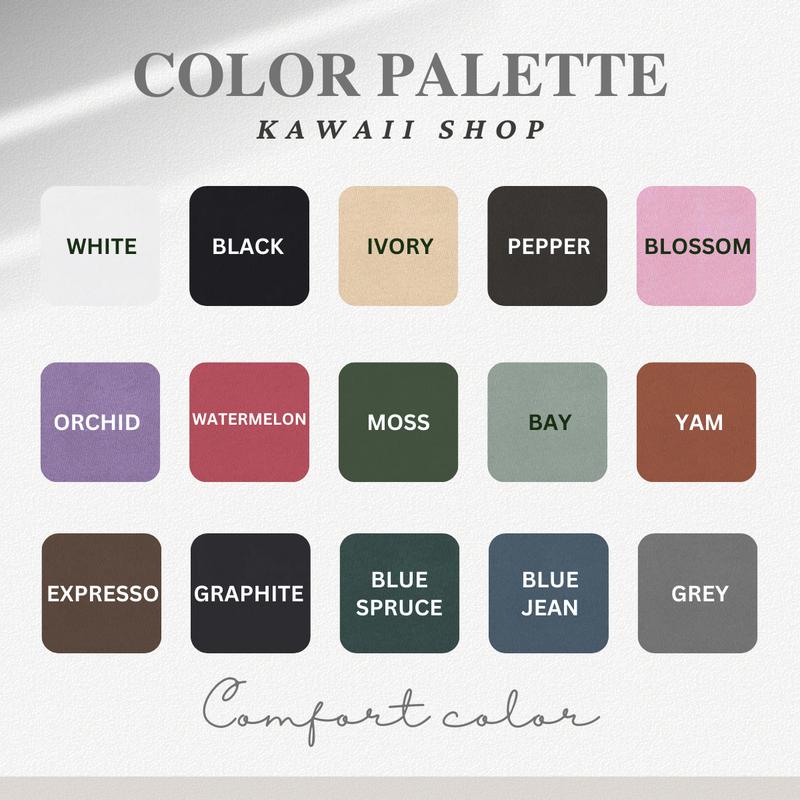 COLOR PALETTE
KAWAII SHOP
WHITE
BLACK
IVORY
PEPPER
BLOSSOM
ORCHID
WATERMELON
MOSS
BAY
YAM
EXPRESSO
GRAPHITE
BLUE
SPRUCE
BLUE
JEAN
GREY
Comfort color